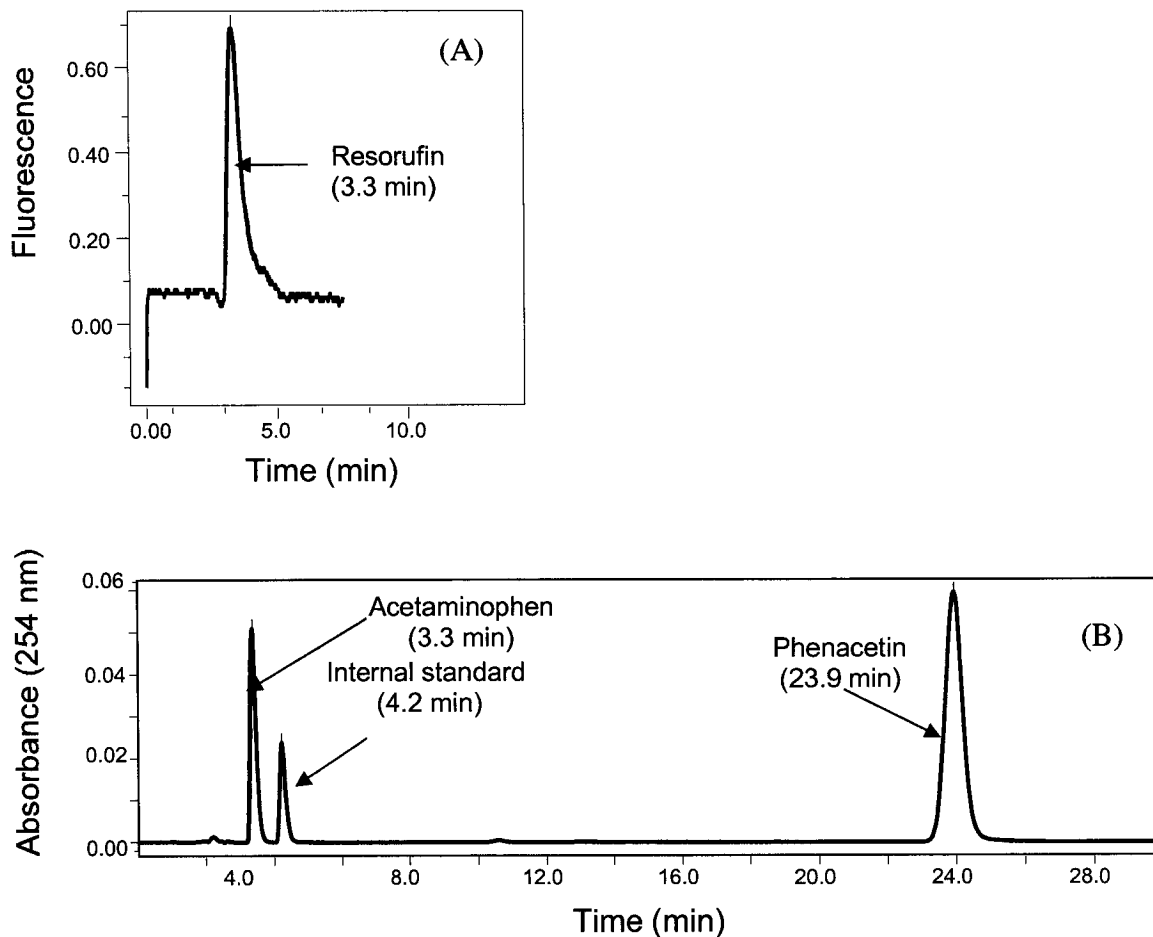 (A)
Fluorescence
0.60
0.40
0.20
0.00
Resorufin
(3.3 min)
0.00 5.0 10.0
Time (min)
Absorbance (254 nm)
0.06
0.04
0.02
0.00
Acetaminophen
(3.3 min)
Internal standard
(4.2 min)
Phenacetin
(23.9 min)
(B)
4.0 8.0 12.0 16.0 20.0 24.0 28.0
Time (min)